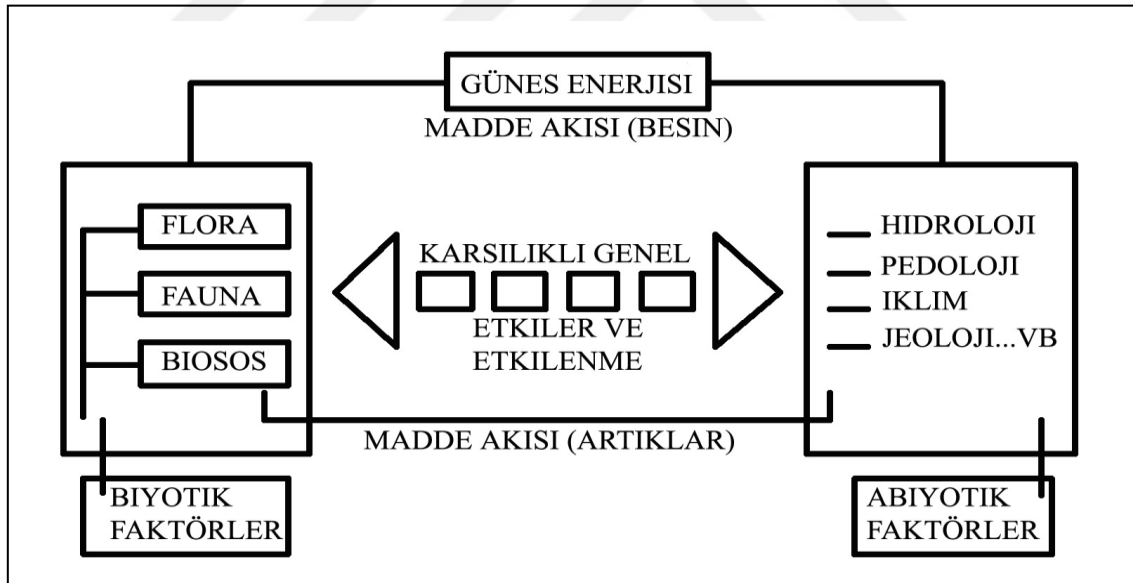 GÜNES ENERJISI
MADDE AKISI (BESIN)
FLORA
FAUNA
BIOSOS
KARSILIKLI GENEL
ETKILER VE
ETKILENME
HIDROLOJI
PEDOLOJI
IKLIM
JEOLOJI...VB
MADDE AKISI (ARTIKLAR)
BIYOTIK
FAKTÖRLER
ABIYOTIK
FAKTÖRLER